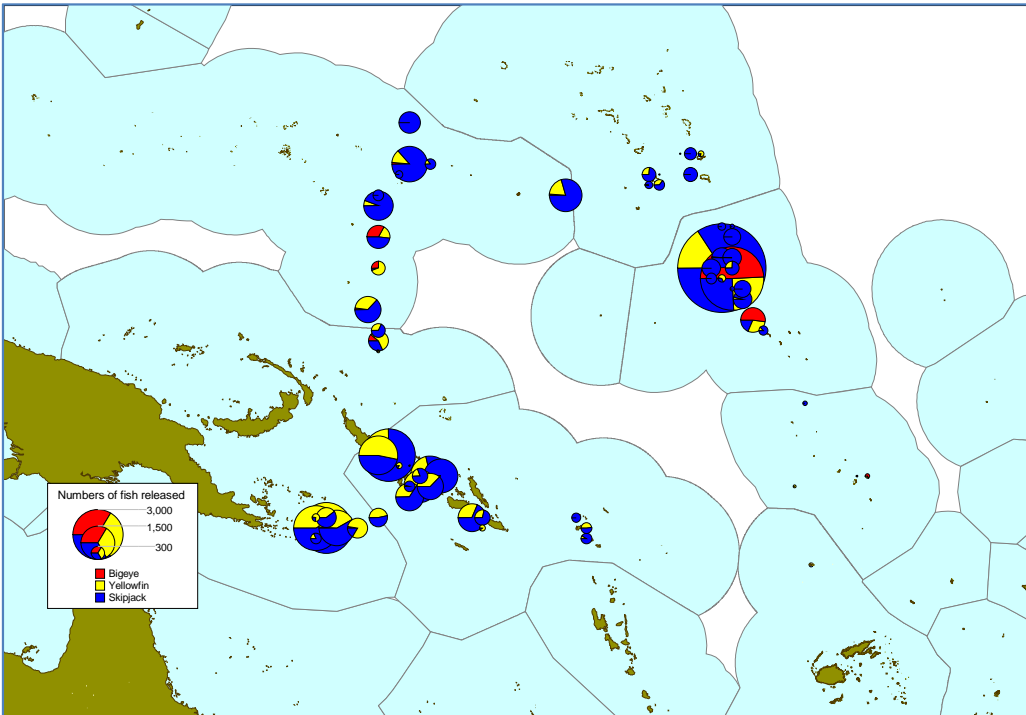 Numbers of fish released
3,000
1,500
300
Bigeye
Yellowfin
Skipjack